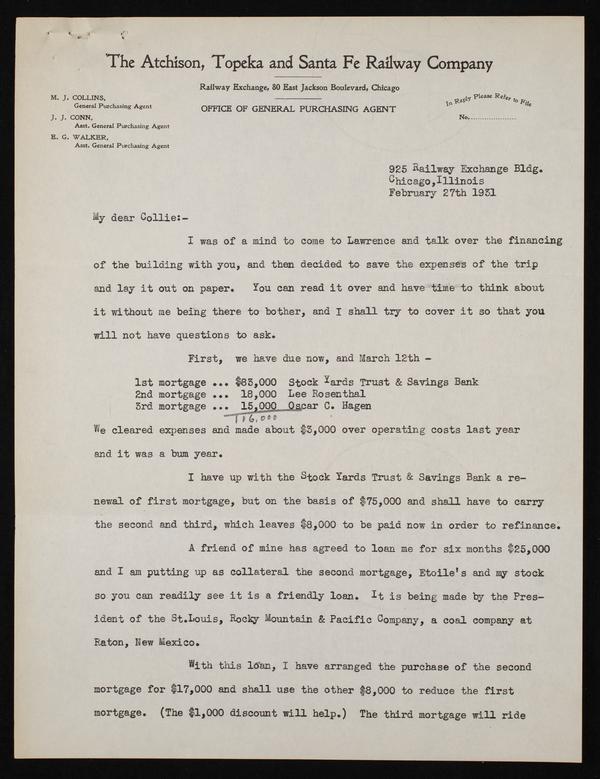 The Atchison, Topeka and Santa Fe Railway Company
Railway Exchange, 80 East Jackson Boulevard, Chicago
OFFICE OF GENERAL PURCHASING AGENT
M. J. COLLINS,
General Purchasing Agent
J. J. CONN,
Asst. General Purchasing Agent
E. G. WALKER,
Asst. General Purchasing Agent
In Reply Please Refer to File
No.....................
925 Railway Exchange Bldg.
Chicago,Illinois
February 27th 1931
My dear Collie:-
I was of a mind to come to Lawrence and talk over the financing
of the building with you, and then decided to save the expenses of the trip
and lay it out on paper. You can read it over and have time to think about
it without me being there to bother, and I shall try to cover it so that you
will not have questions to ask.
First, we have due now, and March 12th -
1st mortgage ... $83,000 Stock Yards Trust & Savings Bank
2nd mortgage ... 18,000 Lee Rosenthal
3rd mortgage ... 15,000 Oscar C. Hagen
116,000
We cleared expenses and made about $3,000 over operating costs last year
and it was a bum year.
I have up with the Stock Yards Trust & Savings Bank a re-
newal of first mortgage, but on the basis of $75,000 and shall have to carry
the second and third, which leaves $8,000 to be paid now in order to refinance.
A friend of mine has agreed to loan me for six months $25,000
and I am putting up as collateral the second mortgage, Etoile's and my stock
so you can readily see it is a friendly loan. It is being made by the Pres-
ident of the St.Louis, Rocky Mountain & Pacific Company, a coal company at
Raton, New Mexico.
With this loan, I have arranged the purchase of the second
mortgage for $17,000 and shall use the other $8,000 to reduce the first
mortgage. (The $1,000 discount will help.) The third mortgage will ride